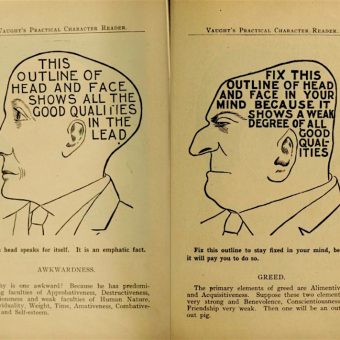 VAUGHT'S PRACTICAL CHARACTER READER.
THIS
OUTLINE OF
HEAD AND FACE
SHOWS ALL THE
GOOD QUALITIES
IN THE
LEAD
head speaks for itself. It is an emphatic fact.
AWKWARDNESS.
is one awkward? Because he has predomi-
faculties of Approbativeness, Destructiveness,
and weak faculties of Human Nature,
Weight, Time, Amativeness, Combative-
and Self-esteem.
VAUGHT'S PRACTICAL CHARACTER READER.
FIX THIS
OUTLINE OF HEAD
AND FACE IN YOUR
MIND BECAUSE IT
SHOWS A WEAK
DEGREE OF ALL
GOOD
QUAL-
ITIES
Fix this outline to stay fixed in your mind, be
it will pay you to do so.
GREED.
The primary elements of greed are Alimentiv
and Acquisitiveness. Suppose these two element
very strong and Benevolence, Conscientiousness
Friendship very weak. Then one will be an out
out pig.